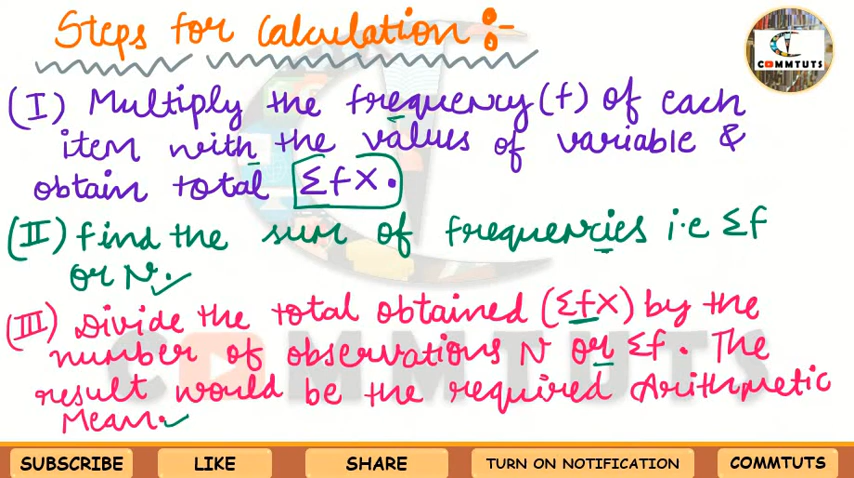 Steps for Calculation :-
COMMTUTS
(I) Multiply the frequency (f) of each
item with the values of variable &
obtain total Σfx.
(II) find the sum of frequencies i.e Σf
or N.
(III) Divide the total obtained (Σfx) by the
number of observations N or Σf. The
result would be the required Arithmetic
Mean.
COMMTUTS
SUBSCRIBE LIKE SHARE TURN ON NOTIFICATION COMMTUTS